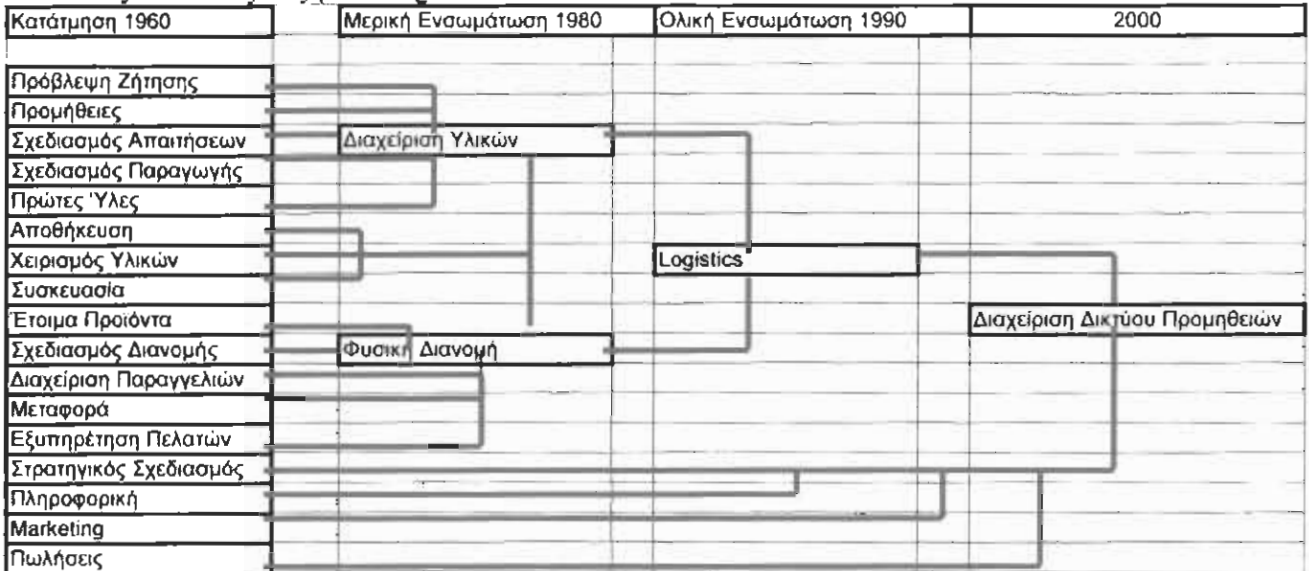 Κατάτμηση 1960
Μερική Ενσωμάτωση 1980
Ολική Ενσωμάτωση 1990
2000
Πρόβλεψη Ζήτησης
Προμήθειες
Σχεδιασμός Απαιτήσεων
Διαχείριση Υλικών
Σχεδιασμός Παραγωγής
Πρώτες Ύλες
Αποθήκευση
Χειρισμός Υλικών
Logistics
Συσκευασία
Έτοιμα Προϊόντα
Διαχείριση Δικτύου Προμηθειών
Σχεδιασμός Διανομής
Φυσική Διανομή
Διαχείριση Παραγγελιών
Μεταφορά
Εξυπηρέτηση Πελατών
Στρατηγικός Σχεδιασμός
Πληροφορική
Marketing
Πωλήσεις